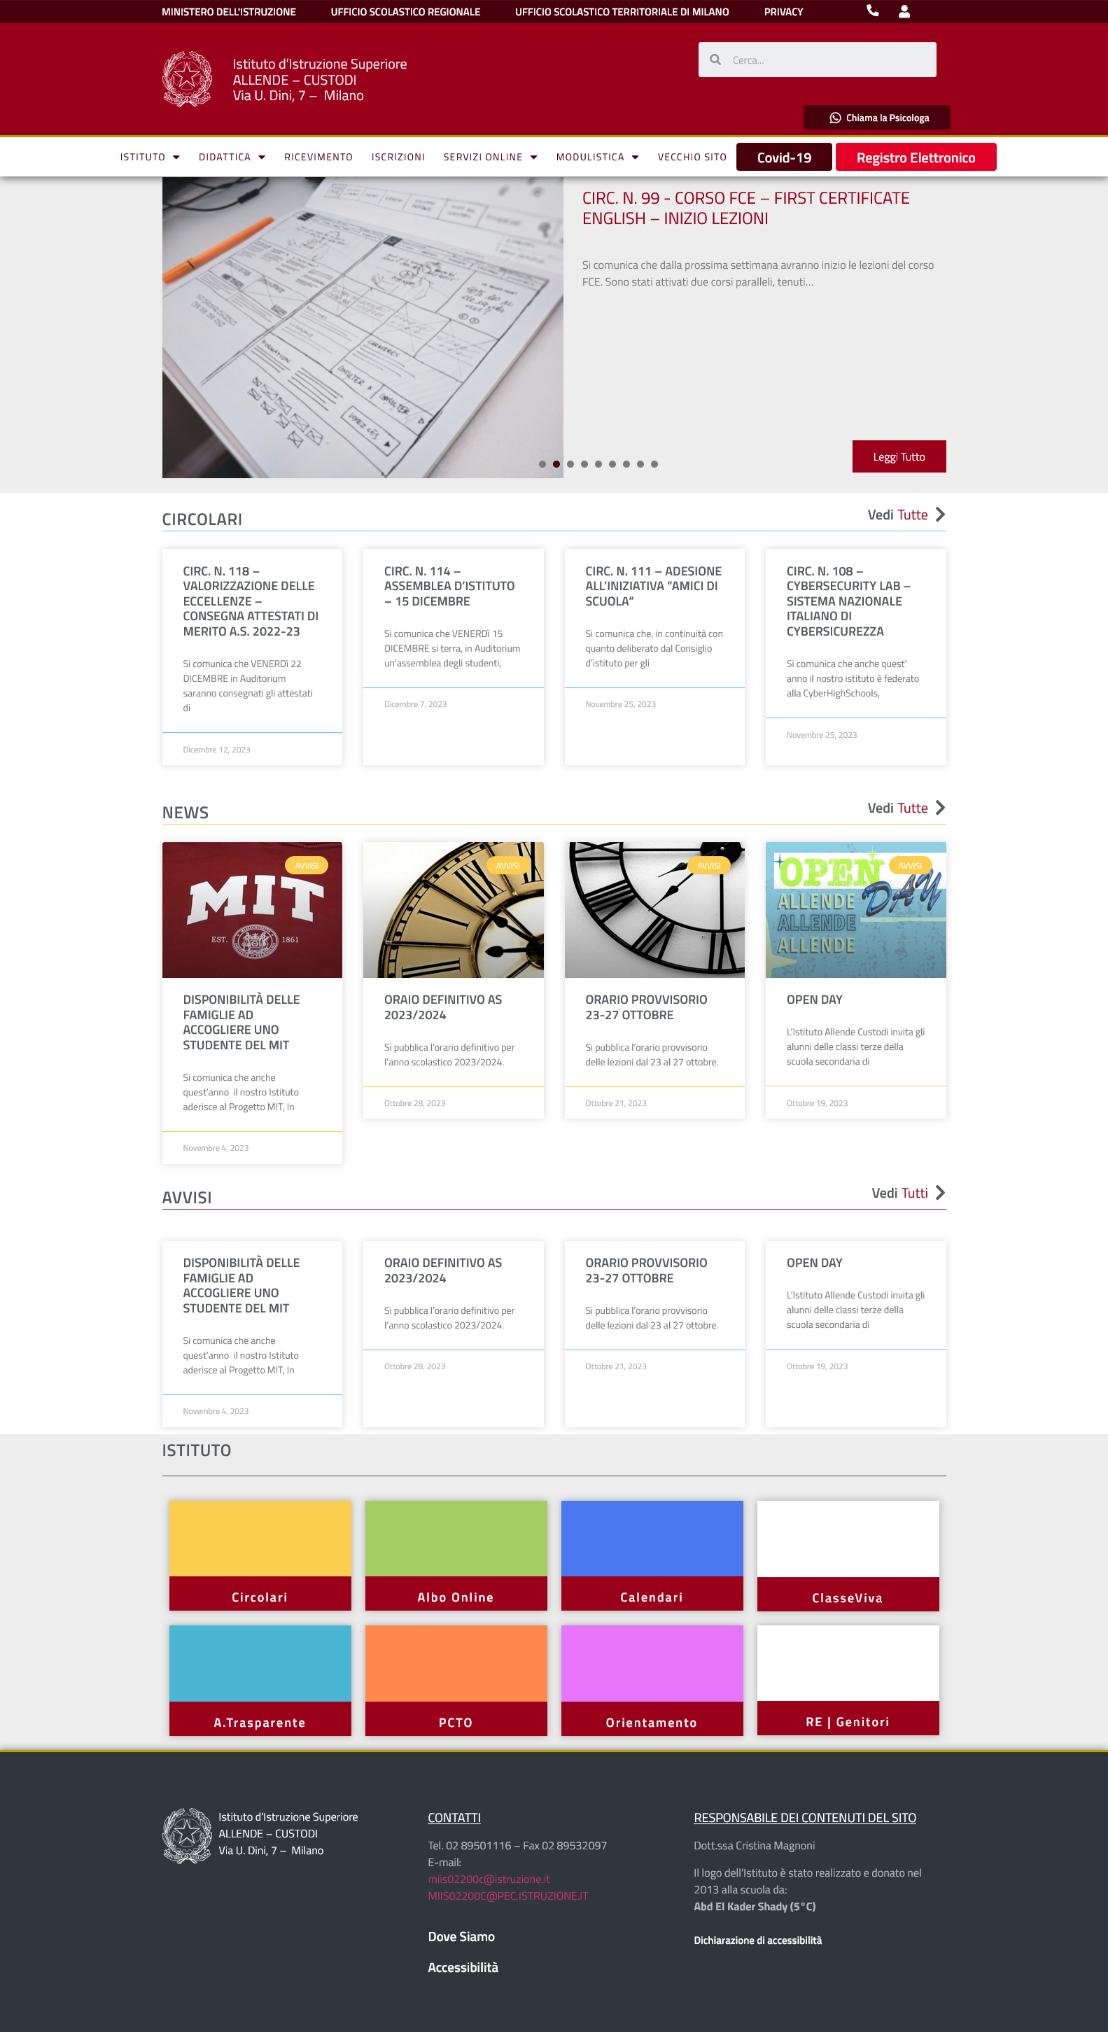 MINISTERO DELL'ISTRUZIONE
UFFICIO SCOLASTICO REGIONALE
UFFICIO SCOLASTICO TERRITORIALE DI MILANO
PRIVACY
Istituto d'Istruzione Superiore
ALLENDE – CUSTODI
Via U. Dini, 7 – Milano
Cerca...
Chiama la Psicologa
ISTITUTO
DIDATTICA
RICEVIMENTO
ISCRIZIONI
SERVIZI ONLINE
MODULISTICA
VECCHIO SITO
Covid-19
Registro Elettronico
CIRC. N. 99 - CORSO FCE – FIRST CERTIFICATE
ENGLISH – INIZIO LEZIONI
Si comunica che dalla prossima settimana avranno inizio le lezioni del corso
FCE. Sono stati attivati due corsi paralleli, tenuti...
Leggi Tutto
CIRCOLARI
Vedi Tutte
CIRC. N. 118 –
VALORIZZAZIONE DELLE
ECCELLENZE –
CONSEGNA ATTESTATI DI
MERITO A.S. 2022-23
Si comunica che VENERDì 22
DICEMBRE in Auditorium
saranno consegnati gli attestati
di
Dicembre 12, 2023
CIRC. N. 114 –
ASSEMBLEA D'ISTITUTO
– 15 DICEMBRE
Si comunica che VENERDì 15
DICEMBRE si terra, in Auditorium
un'assemblea degli studenti,
Dicembre 7, 2023
CIRC. N. 111 – ADESIONE
ALL'INIZIATIVA "AMICI DI
SCUOLA"
Si comunica che, in continuità con
quanto deliberato dal Consiglio
d'istituto per gli
Novembre 25, 2023
CIRC. N. 108 –
CYBERSECURITY LAB –
SISTEMA NAZIONALE
ITALIANO DI
CYBERSICUREZZA
Si comunica che anche quest'
anno il nostro istituto è federato
alla CyberHighSchools,
Novembre 25, 2023
NEWS
Vedi Tutte
AVVISI
MIT
EST. 1861
DISPONIBILITÀ DELLE
FAMIGLIE AD
ACCOGLIERE UNO
STUDENTE DEL MIT
Si comunica che anche
quest'anno il nostro Istituto
aderisce al Progetto MIT, In
Novembre 4, 2023
AVVISI
ORAIO DEFINITIVO AS
2023/2024
Si pubblica l'orario definitivo per
l'anno scolastico 2023/2024.
Ottobre 28, 2023
AVVISI
ORARIO PROVVISORIO
23-27 OTTOBRE
Si pubblica l'orario provvisorio
delle lezioni dal 23 al 27 ottobre.
Ottobre 21, 2023
AVVISI
OPEN DAY
ALLENDE
ALLENDE
ALLENDE
OPEN DAY
L'Istituto Allende Custodi invita gli
alunni delle classi terze della
scuola secondaria di
Ottobre 19, 2023
AVVISI
Vedi Tutti
DISPONIBILITÀ DELLE
FAMIGLIE AD
ACCOGLIERE UNO
STUDENTE DEL MIT
Si comunica che anche
quest'anno il nostro Istituto
aderisce al Progetto MIT, In
Novembre 4, 2023
ORAIO DEFINITIVO AS
2023/2024
Si pubblica l'orario definitivo per
l'anno scolastico 2023/2024.
Ottobre 28, 2023
ORARIO PROVVISORIO
23-27 OTTOBRE
Si pubblica l'orario provvisorio
delle lezioni dal 23 al 27 ottobre.
Ottobre 21, 2023
OPEN DAY
L'Istituto Allende Custodi invita gli
alunni delle classi terze della
scuola secondaria di
Ottobre 19, 2023
ISTITUTO
Circolari
Albo Online
Calendari
ClasseViva
A.Trasparente
PCTO
Orientamento
RE | Genitori
Istituto d'Istruzione Superiore
ALLENDE – CUSTODI
Via U. Dini, 7 – Milano
CONTATTI
Tel. 02 89501116 – Fax 02 89532097
E-mail:
miis02200c@istruzione.it
MIIS02200C@PEC.ISTRUZIONE.IT
Dove Siamo
Accessibilità
RESPONSABILE DEI CONTENUTI DEL SITO
Dott.ssa Cristina Magnoni
Il logo dell'Istituto è stato realizzato e donato nel
2013 alla scuola da:
Abd El Kader Shady (5°C)
Dichiarazione di accessibilità